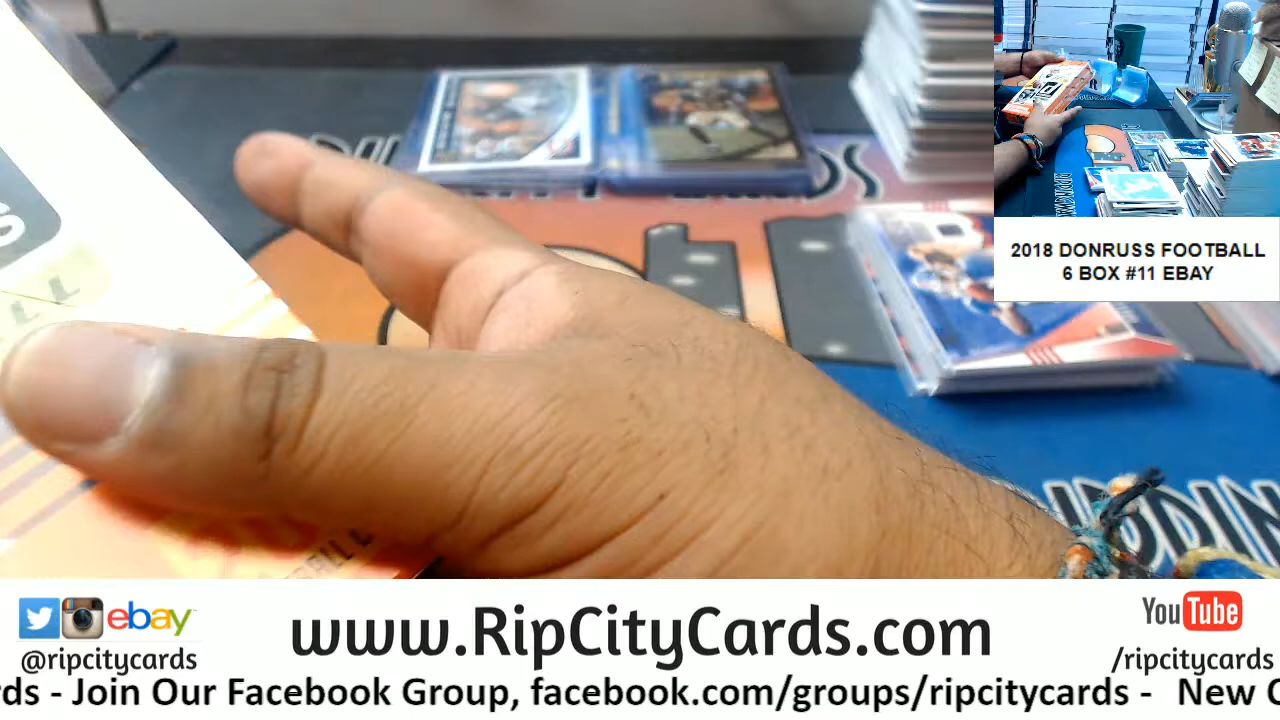 2018 DONRUSS FOOTBALL
6 BOX #11 EBAY
ebay
@ripcitycards
www.RipCityCards.com
YouTube
/ripcitycards
rds - Join Our Facebook Group, facebook.com/groups/ripcitycards - New C